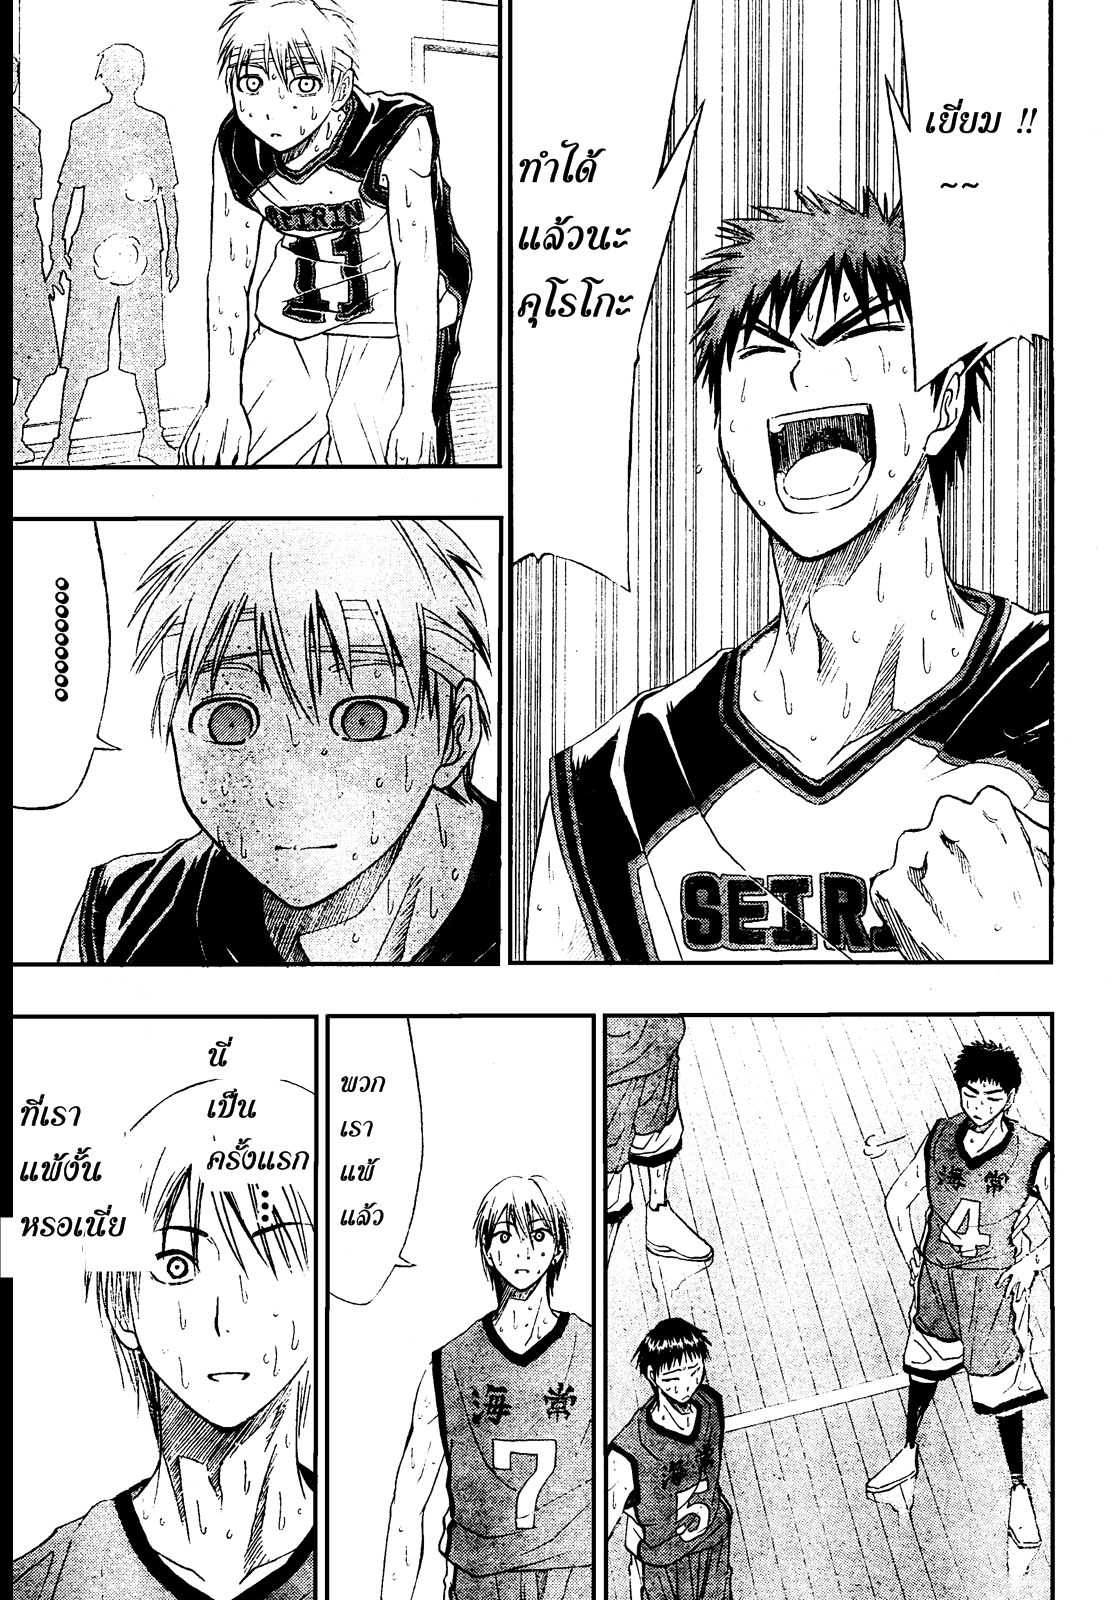 เยี่ยม !!
~~
ทำได้
แล้วนะ
คุโรโกะ
SEIRIN
SEIRIN
11
海常
4
海常
5
พวก
เรา
แพ้
แล้ว
海常
7
นี่
เป็น
ครั้งแรก
ที่เรา
แพ้งั้น
หรอเนี่ย